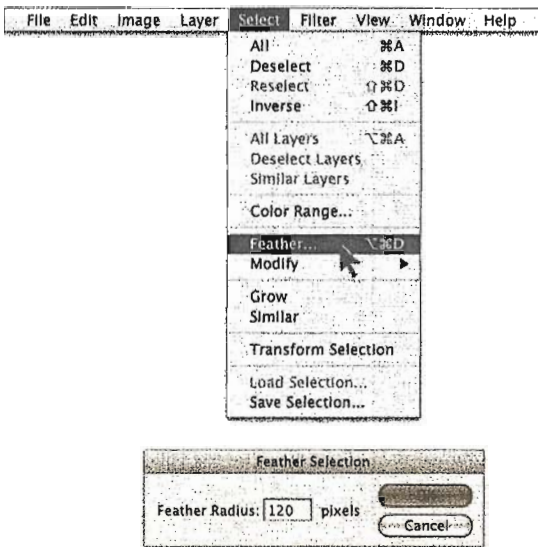 File Edit Image Layer Select Filter View Window Help
All ⌘A
Deselect ⌘D
Reselect ⇧⌘D
Inverse ⇧⌘I
All Layers ⌥⌘A
Deselect Layers
Similar Layers
Color Range...
Feather... ⌥⌘D
Modify ▶
Grow
Similar
Transform Selection
Load Selection...
Save Selection...
Feather Selection
Feather Radius: 120 pixels
Cancel